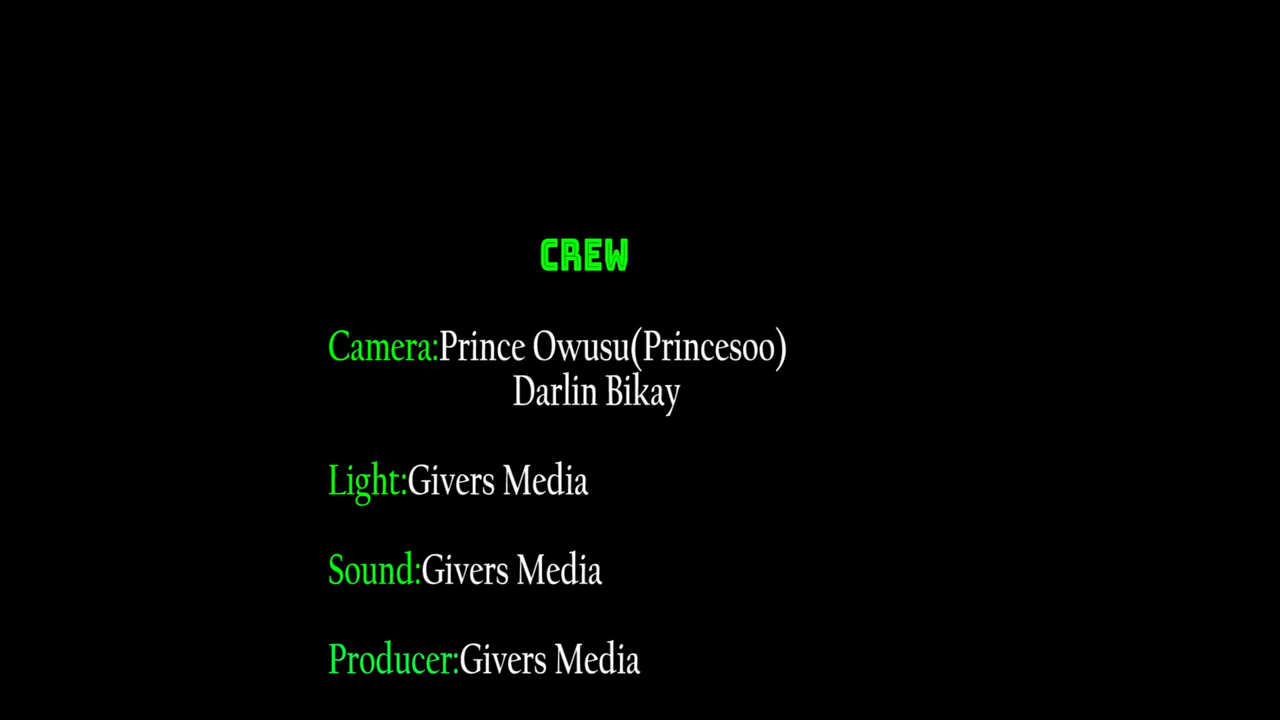 CREW
Camera:Prince Owusu(Princesoo)
Darlin Bikay
Light:Givers Media
Sound:Givers Media
Producer:Givers Media